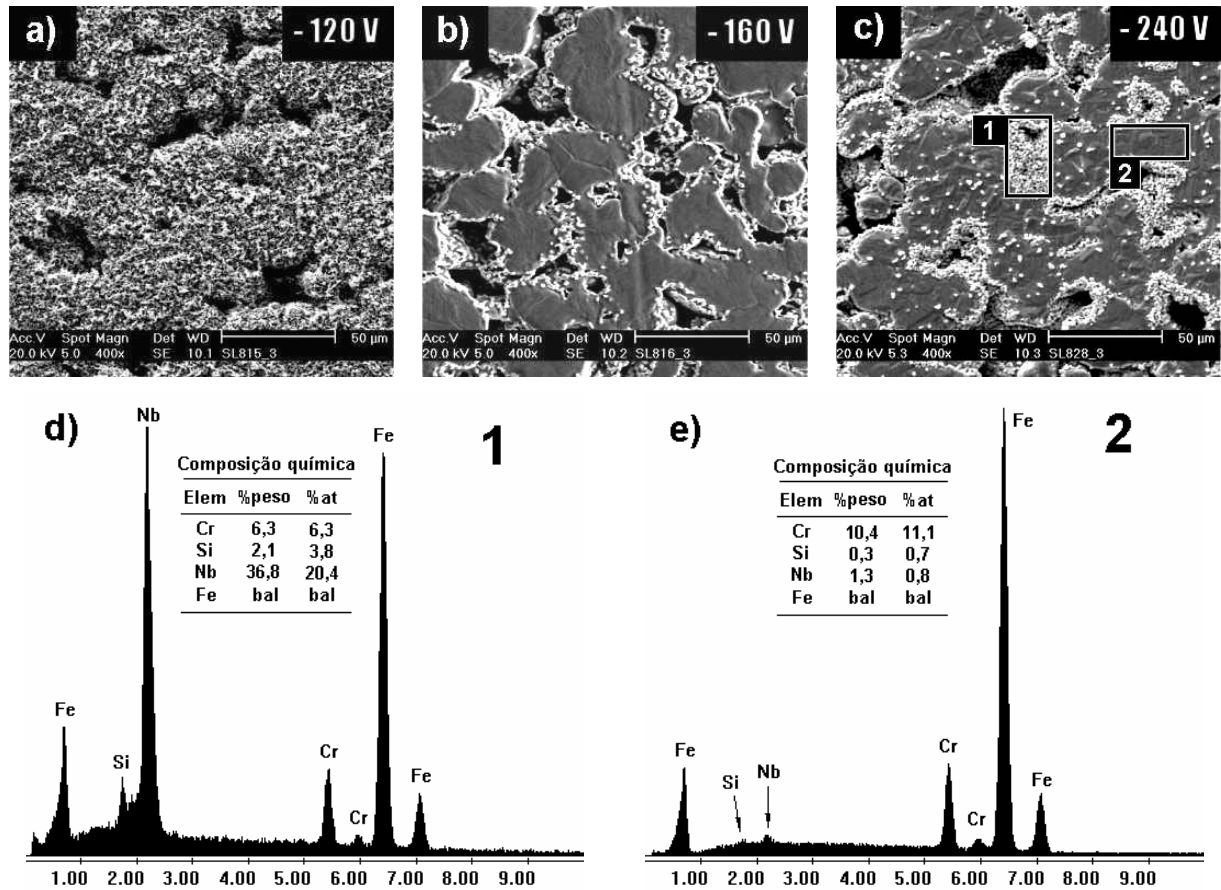 a)
- 120 V
Acc.V Spot Magn Det WD 50 µm
20.0 kV 5.0 400x SE 10.1 SL815_3
b)
- 160 V
Acc.V Spot Magn Det WD 50 µm
20.0 kV 5.0 400x SE 10.2 SL816_3
c)
- 240 V
1
2
Acc.V Spot Magn Det WD 50 µm
20.0 kV 5.3 400x SE 10.3 SL828_3
d)
1
Nb
Fe
Composição química
Elem %peso %at
Cr 6,3 6,3
Si 2,1 3,8
Nb 36,8 20,4
Fe bal bal
Fe
Si
Cr
Cr
Fe
1.00 2.00 3.00 4.00 5.00 6.00 7.00 8.00 9.00
e)
2
Fe
Composição química
Elem %peso %at
Cr 10,4 11,1
Si 0,3 0,7
Nb 1,3 0,8
Fe bal bal
Fe
Si
Nb
Cr
Cr
Fe
1.00 2.00 3.00 4.00 5.00 6.00 7.00 8.00 9.00